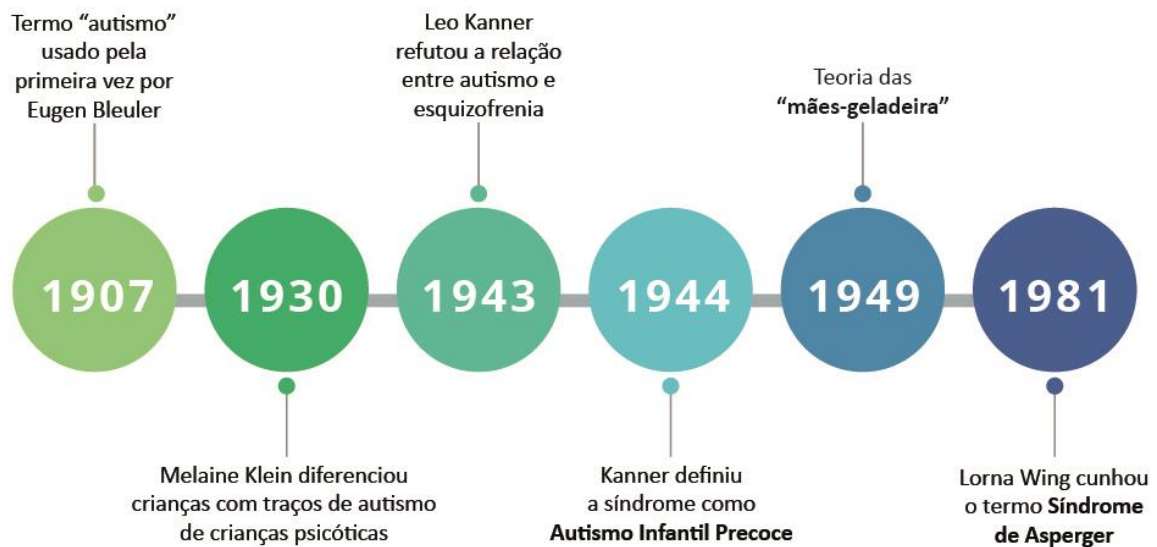 Termo “autismo”
usado pela
primeira vez por
Eugen Bleuler
Leo Kanner
refutou a relação
entre autismo e
esquizofrenia
Teoria das
“mães-geladeira”
1907
1930
1943
1944
1949
1981
Melaine Klein diferenciou
crianças com traços de autismo
de crianças psicóticas
Kanner definiu
a síndrome como
Autismo Infantil Precoce
Lorna Wing cunhou
o termo Síndrome
de Asperger